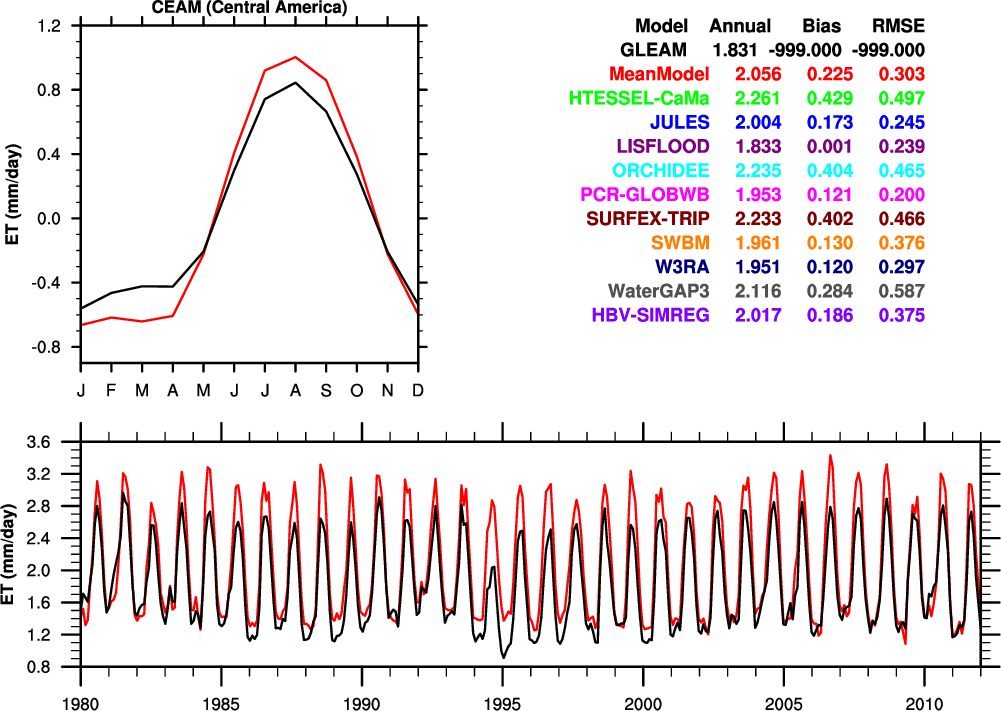 CEAM (Central America)
1.2
0.8
0.4
0.0
-0.4
-0.8
ET (mm/day)
J F M A M J J A S O N D
Model Annual Bias RMSE
GLEAM 1.831 -999.000 -999.000
MeanModel 2.056 0.225 0.303
HTESSEL-CaMa 2.261 0.429 0.497
JULES 2.004 0.173 0.245
LISFLOOD 1.833 0.001 0.239
ORCHIDEE 2.235 0.404 0.465
PCR-GLOBWB 1.953 0.121 0.200
SURFEX-TRIP 2.233 0.402 0.466
SWBM 1.961 0.130 0.376
W3RA 1.951 0.120 0.297
WaterGAP3 2.116 0.284 0.587
HBV-SIMREG 2.017 0.186 0.375
3.6
3.2
2.8
2.4
2.0
1.6
1.2
0.8
ET (mm/day)
1980 1985 1990 1995 2000 2005 2010